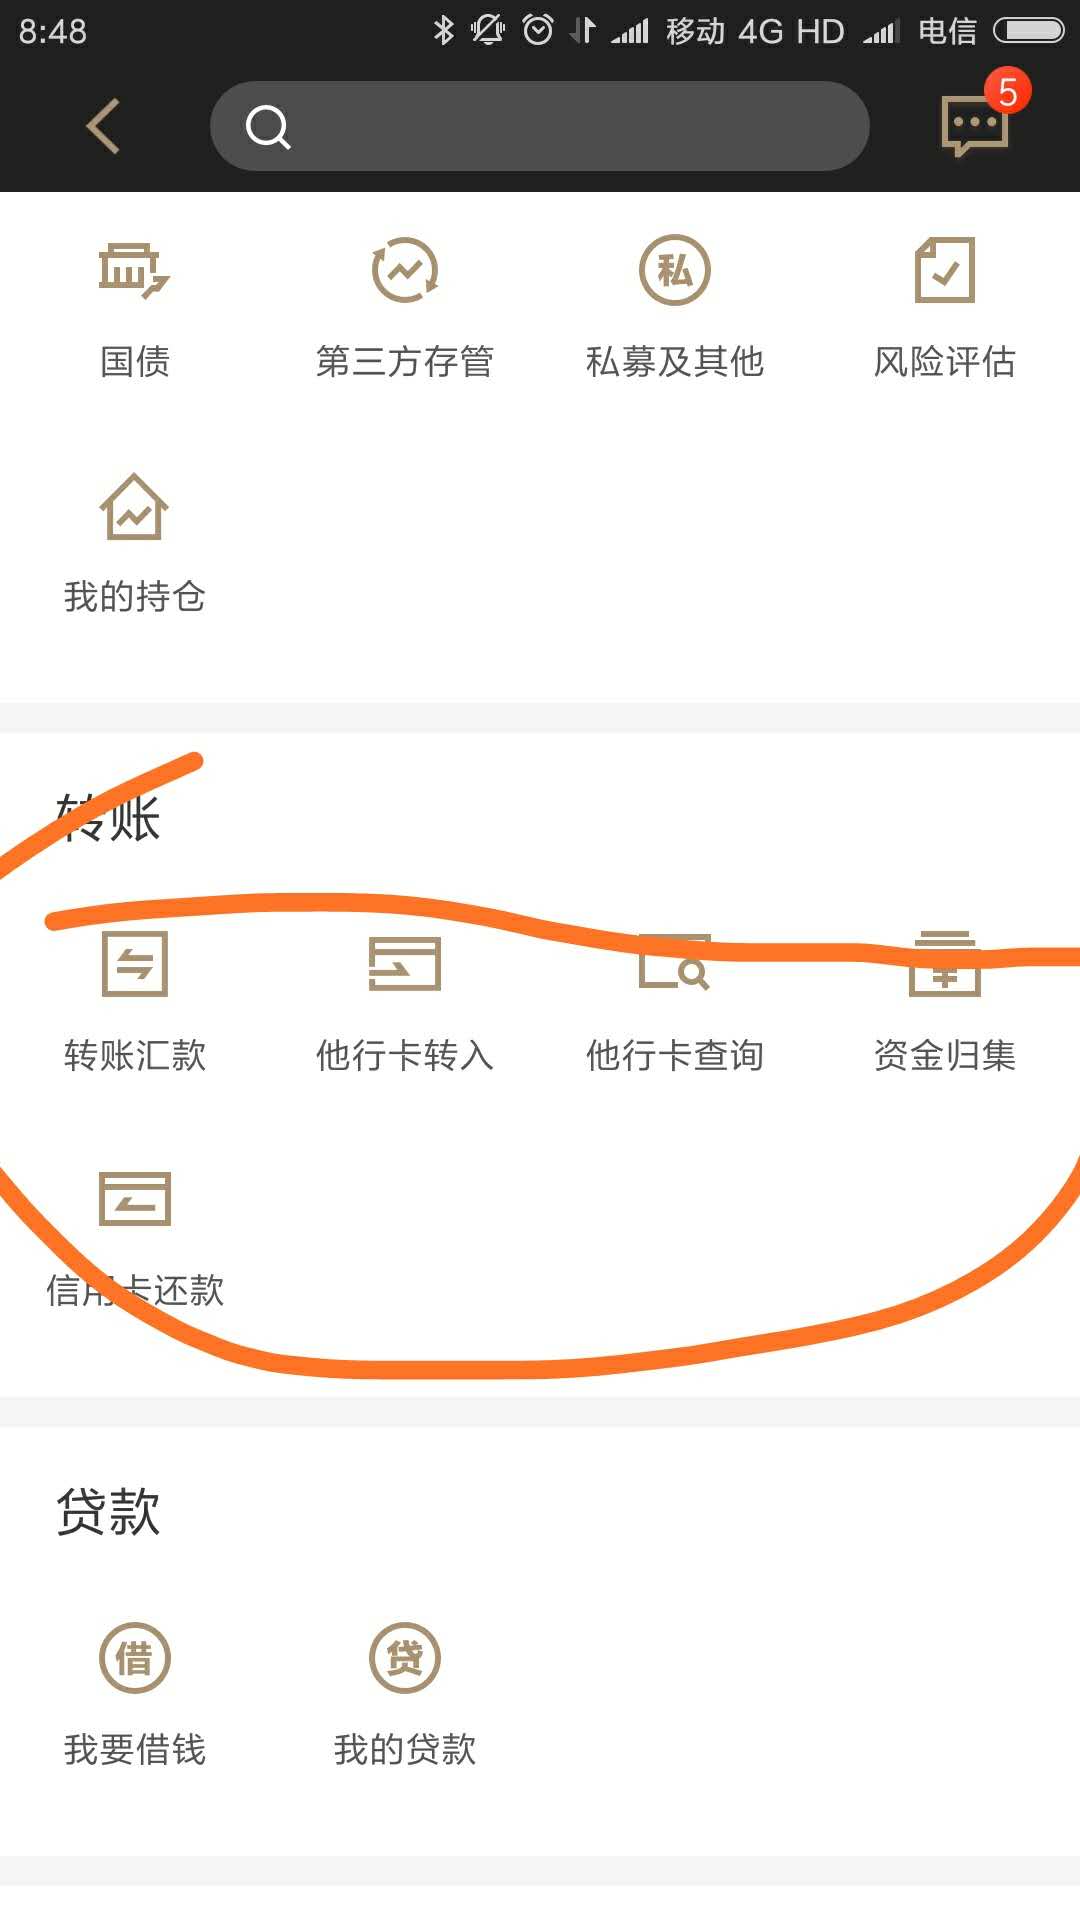 8:48 移动 4G HD 电信
5
私
国债 第三方存管 私募及其他 风险评估
我的持仓
转账
转账汇款 他行卡转入 他行卡查询 资金归集
信用卡还款
贷款
借 贷
我要借钱 我的贷款